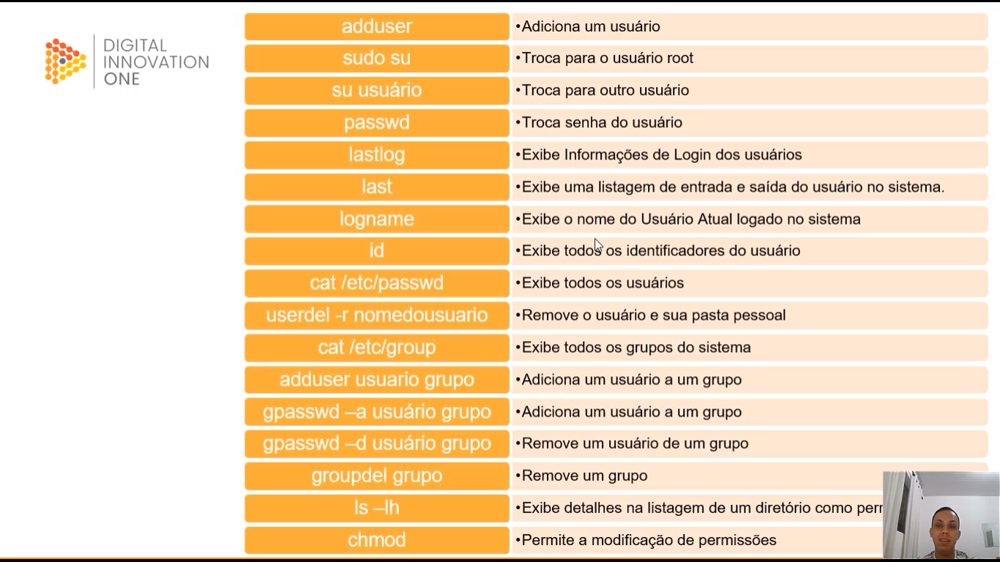 DIGITAL
INNOVATION
ONE
adduser •Adiciona um usuário
sudo su •Troca para o usuário root
su usuário •Troca para outro usuário
passwd •Troca senha do usuário
lastlog •Exibe Informações de Login dos usuários
last •Exibe uma listagem de entrada e saída do usuário no sistema.
logname •Exibe o nome do Usuário Atual logado no sistema
id •Exibe todos os identificadores do usuário
cat /etc/passwd •Exibe todos os usuários
userdel -r nomedousuario •Remove o usuário e sua pasta pessoal
cat /etc/group •Exibe todos os grupos do sistema
adduser usuario grupo •Adiciona um usuário a um grupo
gpasswd –a usuário grupo •Adiciona um usuário a um grupo
gpasswd –d usuário grupo •Remove um usuário de um grupo
groupdel grupo •Remove um grupo
ls –lh •Exibe detalhes na listagem de um diretório como
chmod •Permite a modificação de permissões